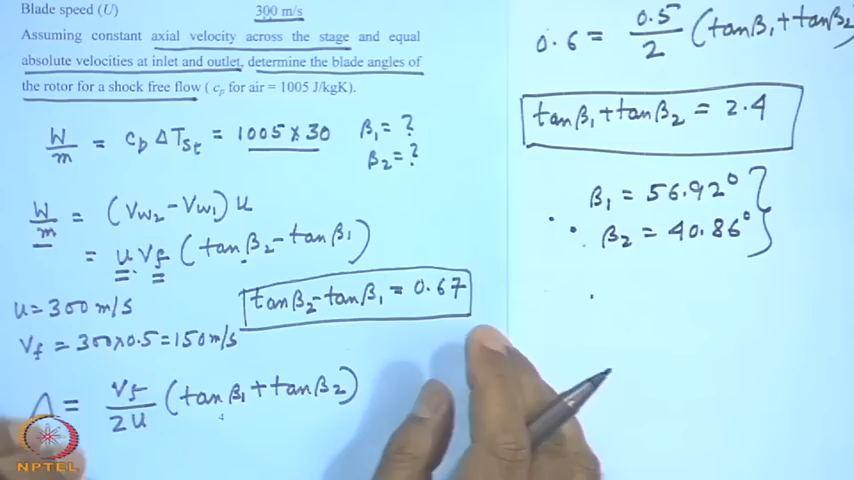 Blade speed (U) 300 m/s
Assuming constant axial velocity across the stage and equal
absolute velocities at inlet and outlet, determine the blade angles of
the rotor for a shock free flow ( cp for air = 1005 J/kgK).
W/m = cp ΔTst = 1005 × 30 β1 = ?
β2 = ?
W/m = (Vw2 - Vw1) u
= u Vf (tan β2 - tan β1)
tan β2 - tan β1 = 0.67
u = 300 m/s
Vf = 300×0.5 = 150 m/s
Λ = Vf/2u (tan β1 + tan β2)
0.6 = 0.5/2 (tan β1 + tan β2)
tan β1 + tan β2 = 2.4
β1 = 56.92°
β2 = 40.86°
NPTEL